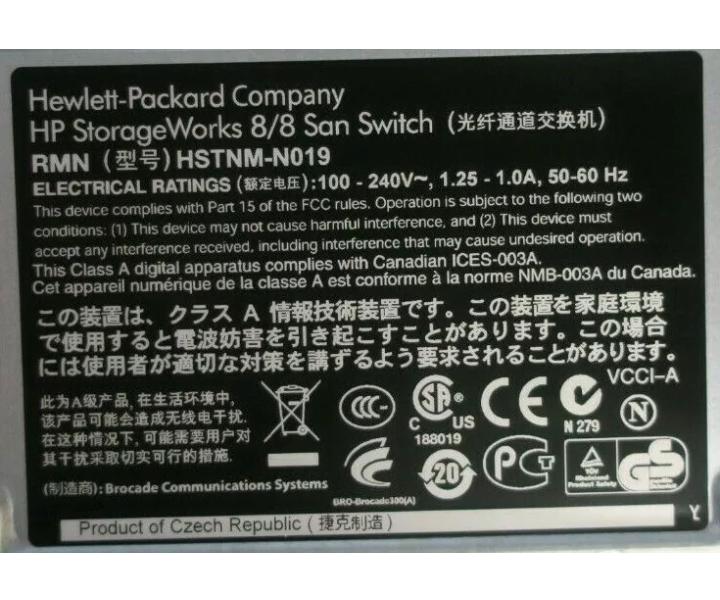 Hewlett-Packard Company
HP StorageWorks 8/8 San Switch (光纤通道交换机)
RMN (型号) HSTNM-N019
ELECTRICAL RATINGS (额定电压):100 - 240V~, 1.25 - 1.0A, 50-60 Hz
This device complies with Part 15 of the FCC rules. Operation is subject to the following two
conditions: (1) This device may not cause harmful interference, and (2) This device must
accept any interference received, including interference that may cause undesired operation.
This Class A digital apparatus complies with Canadian ICES-003A.
Cet appareil numérique de la classe A est conforme à la norme NMB-003A du Canada.
この装置は、クラス A 情報技術装置です。この装置を家庭環境
で使用すると電波妨害を引き起こすことがあります。この場合
には使用者が適切な対策を講ずるよう要求されることがあります。
VCCI-A
此为A级产品, 在生活环境中,
该产品可能会造成无线电干扰.
在这种情况下, 可能需要用户对
其干扰采取切实可行的措施.
CCC
SA ®
C US
188019
CE
N 279
N
20
PCT
TÜV
Rheinland
Product Safety
GS
BRO-Brocade300(A)
(制造商): Brocade Communications Systems
Product of Czech Republic (捷克制造)
Y